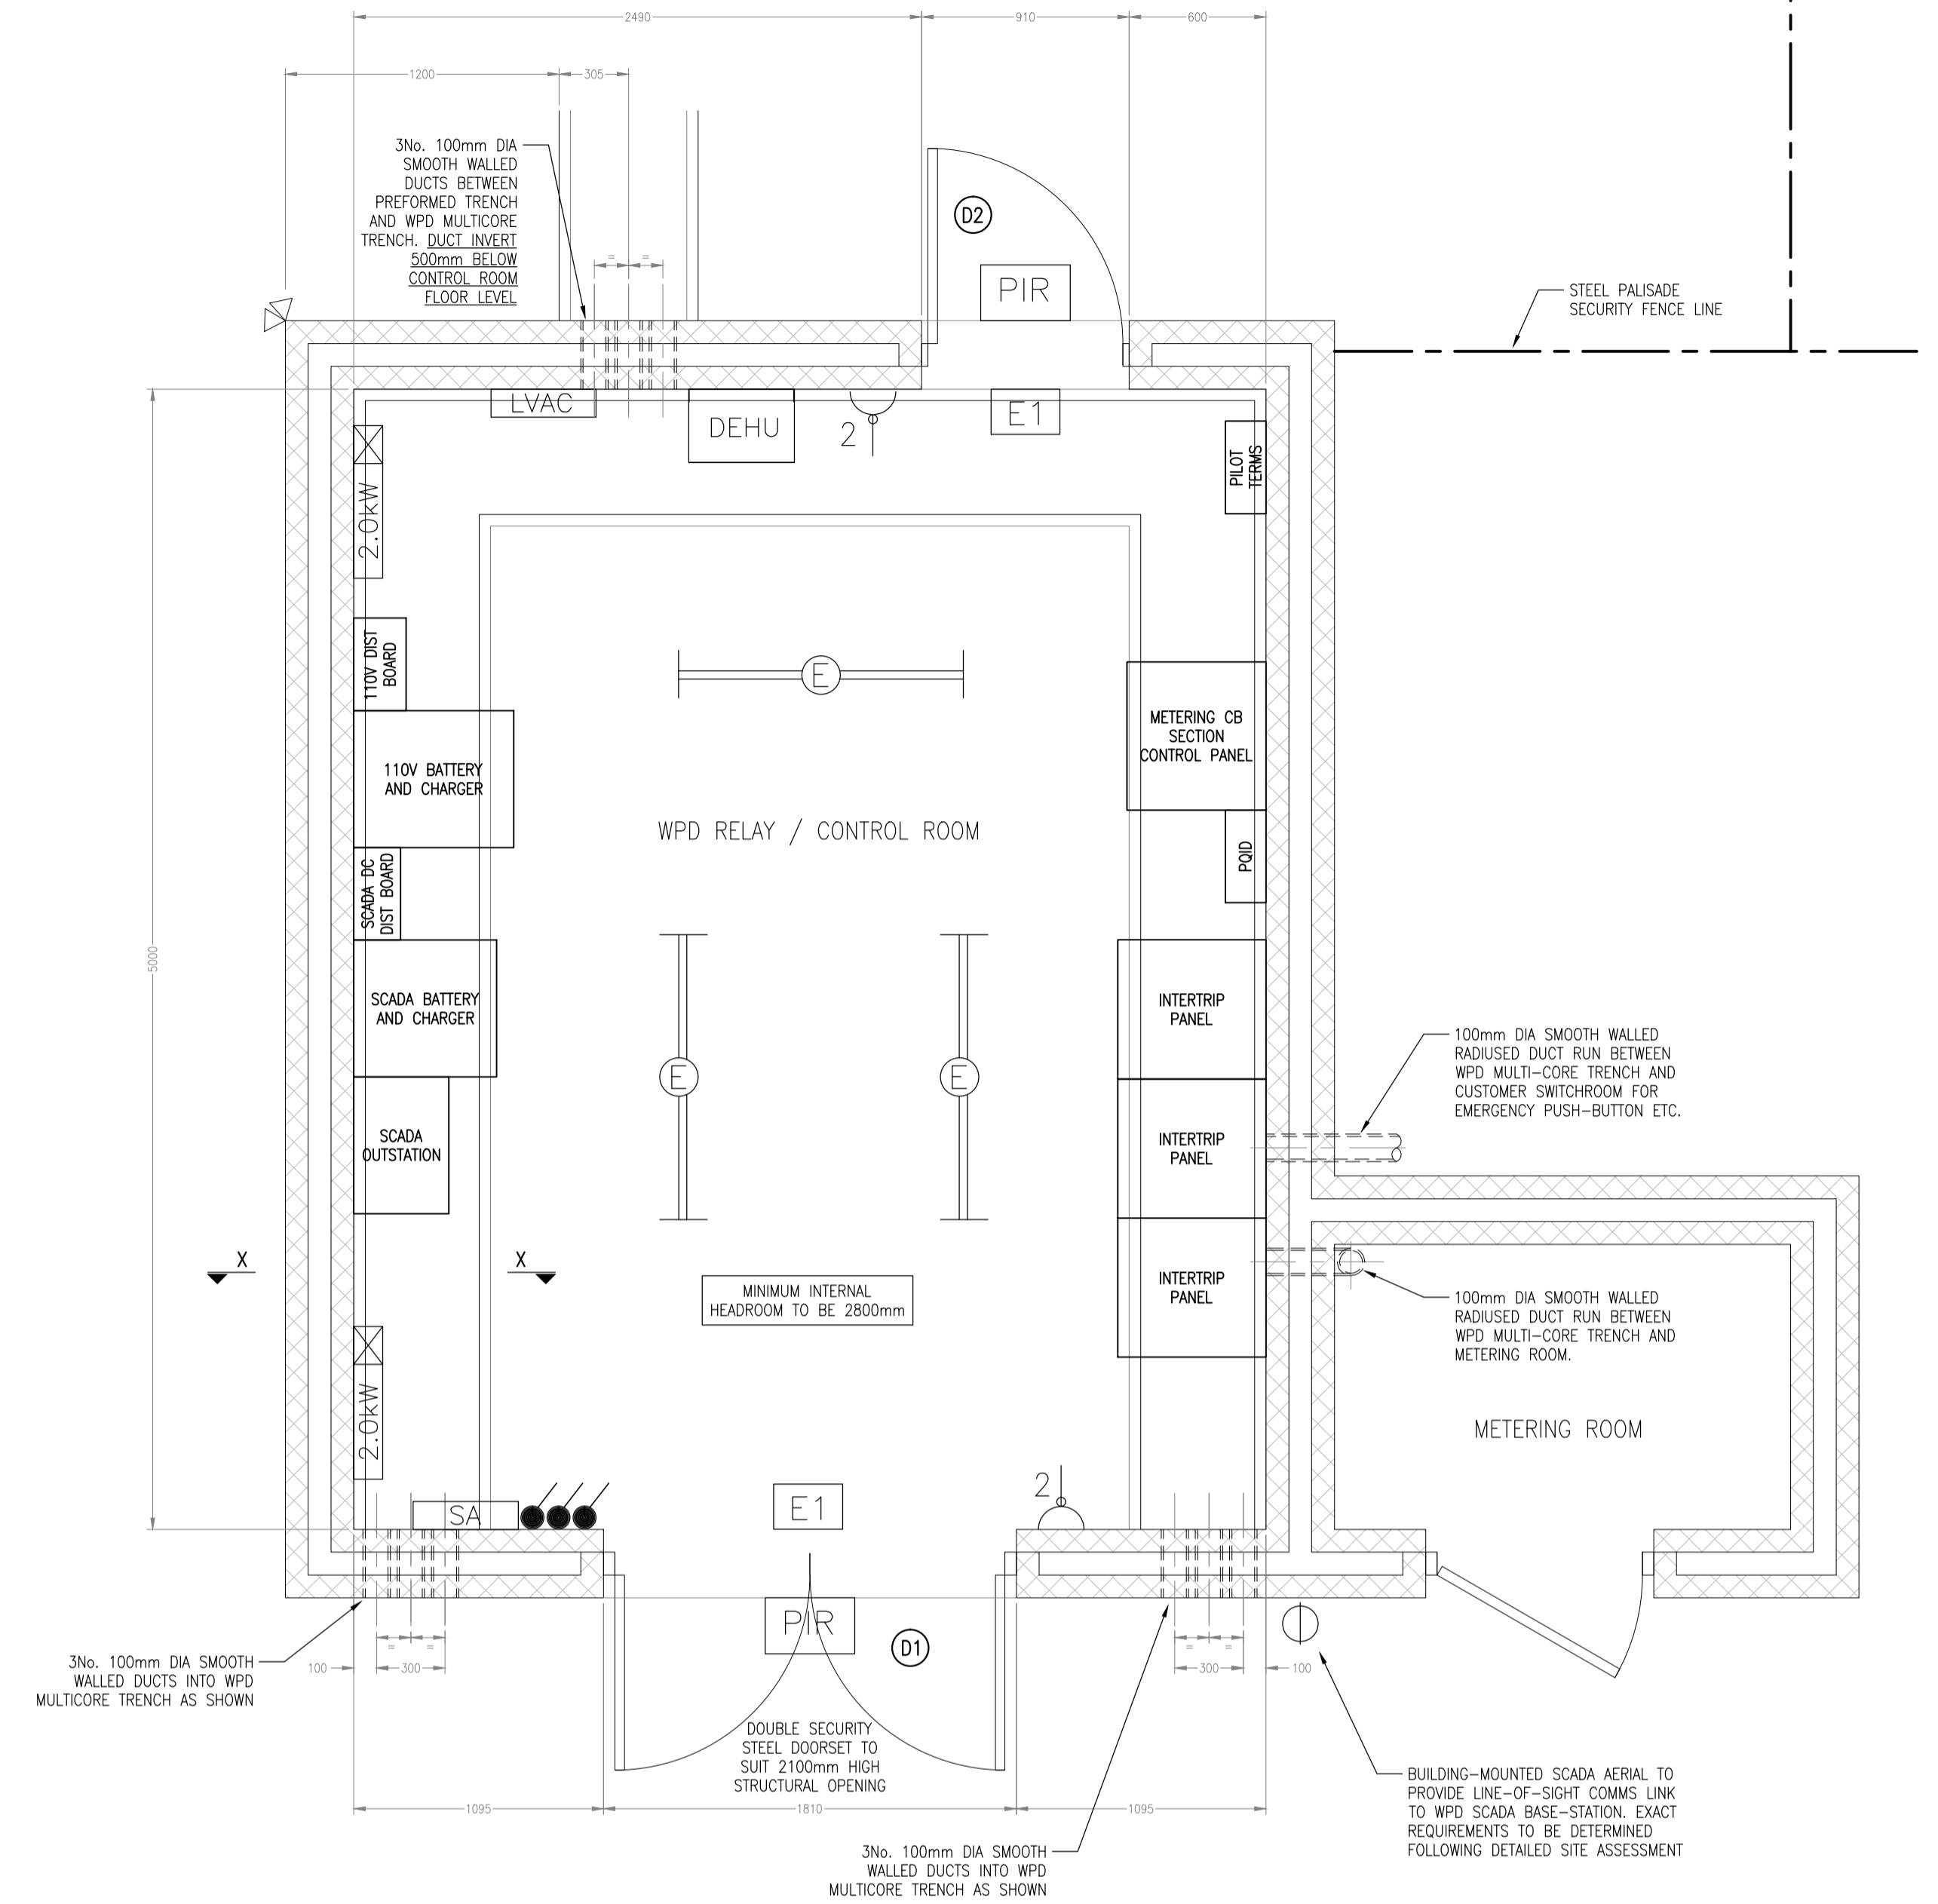 2490
910
600
1200
305
3No. 100mm DIA
SMOOTH WALLED
DUCTS BETWEEN
PREFORMED TRENCH
AND WPD MULTICORE
TRENCH. DUCT INVERT
500mm BELOW
CONTROL ROOM
FLOOR LEVEL
=
=
D2
PIR
STEEL PALISADE
SECURITY FENCE LINE
LVAC
DEHU
2
E1
PILOT
TERMS
2.0kW
110V DIST
BOARD
E
METERING CB
SECTION
CONTROL PANEL
110V BATTERY
AND CHARGER
WPD RELAY / CONTROL ROOM
PQID
SCADA DC
DIST BOARD
5000
SCADA BATTERY
AND CHARGER
INTERTRIP
PANEL
E
E
100mm DIA SMOOTH WALLED
RADIUSED DUCT RUN BETWEEN
WPD MULTI-CORE TRENCH AND
CUSTOMER SWITCHROOM FOR
EMERGENCY PUSH-BUTTON ETC.
SCADA
OUTSTATION
INTERTRIP
PANEL
X
X
MINIMUM INTERNAL
HEADROOM TO BE 2800mm
INTERTRIP
PANEL
100mm DIA SMOOTH WALLED
RADIUSED DUCT RUN BETWEEN
WPD MULTI-CORE TRENCH AND
METERING ROOM.
2.0kW
METERING ROOM
SA
E1
2
PIR
D1
3No. 100mm DIA SMOOTH
WALLED DUCTS INTO WPD
MULTICORE TRENCH AS SHOWN
=
=
100
300
=
=
300
100
DOUBLE SECURITY
STEEL DOORSET TO
SUIT 2100mm HIGH
STRUCTURAL OPENING
1095
1810
1095
BUILDING-MOUNTED SCADA AERIAL TO
PROVIDE LINE-OF-SIGHT COMMS LINK
TO WPD SCADA BASE-STATION. EXACT
REQUIREMENTS TO BE DETERMINED
FOLLOWING DETAILED SITE ASSESSMENT
3No. 100mm DIA SMOOTH
WALLED DUCTS INTO WPD
MULTICORE TRENCH AS SHOWN